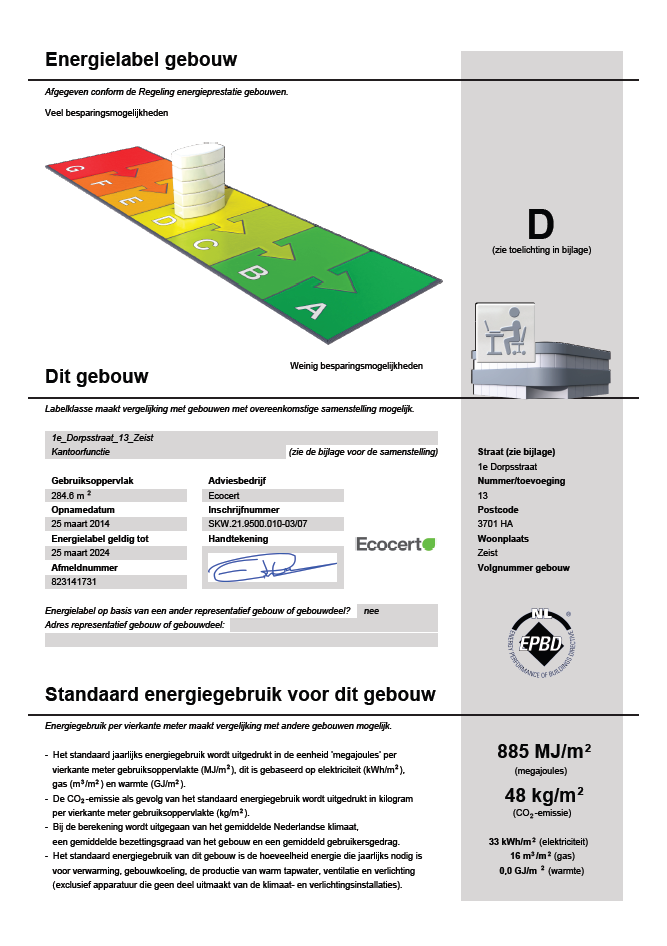 Energielabel gebouw
Afgegeven conform de Regeling energieprestatie gebouwen.
Veel besparingsmogelijkheden
G
F
E
D
C
B
A
Weinig besparingsmogelijkheden
D
(zie toelichting in bijlage)
Dit gebouw
Labelklasse maakt vergelijking met gebouwen met overeenkomstige samenstelling mogelijk.
1e_Dorpsstraat_13_Zeist
Kantoorfunctie (zie de bijlage voor de samenstelling)
Gebruiksoppervlak
284.6 m²
Opnamedatum
25 maart 2014
Energielabel geldig tot
25 maart 2024
Afmeldnummer
823141731
Adviesbedrijf
Ecocert
Inschrijfnummer
SKW.21.9500.010-03/07
Handtekening
Ecocert
Straat (zie bijlage)
1e Dorpsstraat
Nummer/toevoeging
13
Postcode
3701 HA
Woonplaats
Zeist
Volgnummer gebouw
Energielabel op basis van een ander representatief gebouw of gebouwdeel? nee
Adres representatief gebouw of gebouwdeel:
NL
®
EPBD
ENERGY PERFORMANCE OF BUILDINGS DIRECTIVE
Standaard energiegebruik voor dit gebouw
Energiegebruik per vierkante meter maakt vergelijking met andere gebouwen mogelijk.
- Het standaard jaarlijks energiegebruik wordt uitgedrukt in de eenheid 'megajoules' per
vierkante meter gebruiksoppervlakte (MJ/m²), dit is gebaseerd op elektriciteit (kWh/m²),
gas (m³/m²) en warmte (GJ/m²).
- De CO₂-emissie als gevolg van het standaard energiegebruik wordt uitgedrukt in kilogram
per vierkante meter gebruiksoppervlakte (kg/m²).
- Bij de berekening wordt uitgegaan van het gemiddelde Nederlandse klimaat,
een gemiddelde bezettingsgraad van het gebouw en een gemiddeld gebruikersgedrag.
- Het standaard energiegebruik van dit gebouw is de hoeveelheid energie die jaarlijks nodig is
voor verwarming, gebouwkoeling, de productie van warm tapwater, ventilatie en verlichting
(exclusief apparatuur die geen deel uitmaakt van de klimaat- en verlichtingsinstallaties).
885 MJ/m²
(megajoules)
48 kg/m²
(CO₂-emissie)
33 kWh/m² (elektriciteit)
16 m³/m² (gas)
0,0 GJ/m² (warmte)